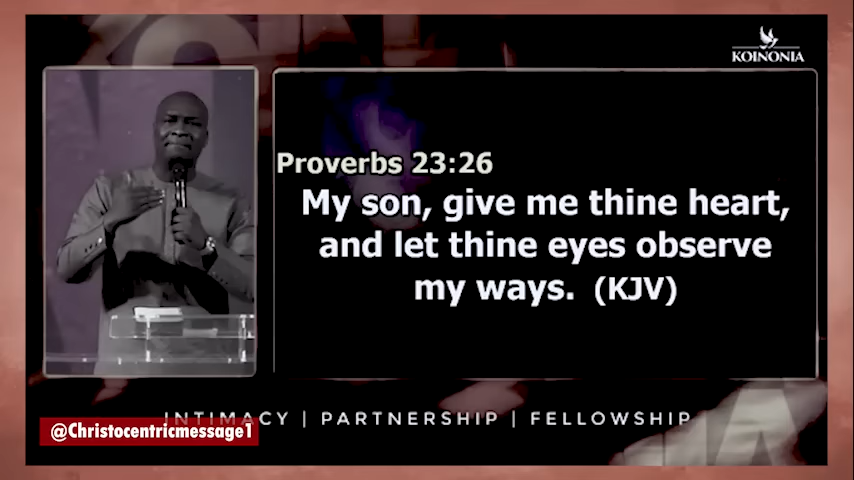 KOINONIA
Proverbs 23:26
My son, give me thine heart,
and let thine eyes observe
my ways. (KJV)
INTIMACY | PARTNERSHIP | FELLOWSHIP
@Christocentricmessage1